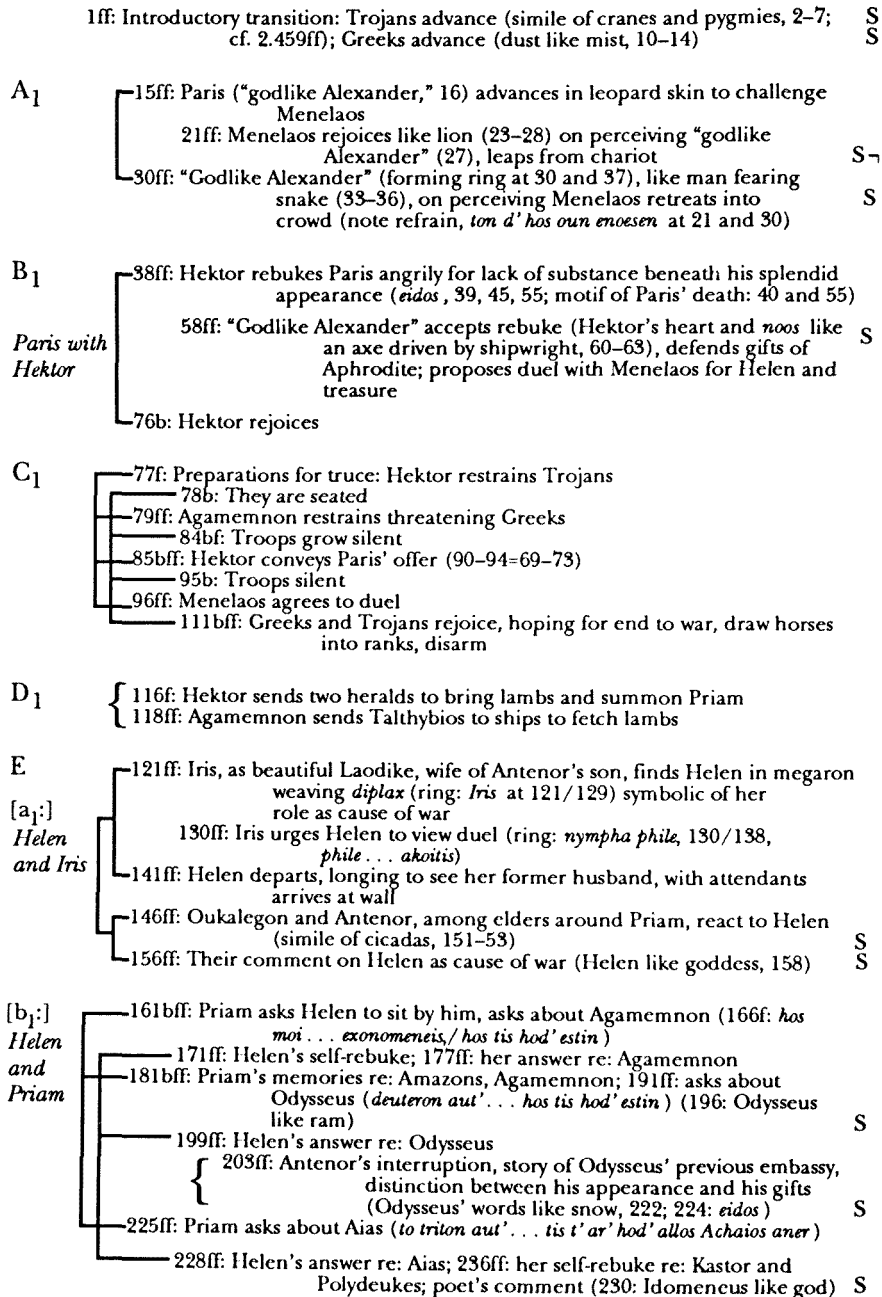 1ff: Introductory transition: Trojans advance (simile of cranes and pygmies, 2–7; S
cf. 2.459ff); Greeks advance (dust like mist, 10–14) S
A1 15ff: Paris ("godlike Alexander," 16) advances in leopard skin to challenge
Menelaos
21ff: Menelaos rejoices like lion (23–28) on perceiving "godlike
Alexander" (27), leaps from chariot S¬
30ff: "Godlike Alexander" (forming ring at 30 and 37), like man fearing
snake (33–36), on perceiving Menelaos retreats into S
crowd (note refrain, ton d' hos oun enoesen at 21 and 30)
B1 38ff: Hektor rebukes Paris angrily for lack of substance beneath his splendid
appearance (eidos, 39, 45, 55; motif of Paris' death: 40 and 55)
Paris with 58ff: "Godlike Alexander" accepts rebuke (Hektor's heart and noos like S
Hektor an axe driven by shipwright, 60–63), defends gifts of
Aphrodite; proposes duel with Menelaos for Helen and
treasure
76b: Hektor rejoices
C1 77f: Preparations for truce: Hektor restrains Trojans
78b: They are seated
79ff: Agamemnon restrains threatening Greeks
84bf: Troops grow silent
85bff: Hektor conveys Paris' offer (90–94=69–73)
95b: Troops silent
96ff: Menelaos agrees to duel
111bff: Greeks and Trojans rejoice, hoping for end to war, draw horses
into ranks, disarm
D1 { 116f: Hektor sends two heralds to bring lambs and summon Priam
118ff: Agamemnon sends Talthybios to ships to fetch lambs
E 121ff: Iris, as beautiful Laodike, wife of Antenor's son, finds Helen in megaron
[a1:] weaving diplax (ring: Iris at 121/129) symbolic of her
Helen role as cause of war
and Iris 130ff: Iris urges Helen to view duel (ring: nympha phile, 130/138,
phile . . . akoitis)
141ff: Helen departs, longing to see her former husband, with attendants
arrives at wall
146ff: Oukalegon and Antenor, among elders around Priam, react to Helen
(simile of cicadas, 151–53) S
156ff: Their comment on Helen as cause of war (Helen like goddess, 158) S
[b1:] 161bff: Priam asks Helen to sit by him, asks about Agamemnon (166f: hos
Helen moi . . . exonomeneis,/ hos tis hod' estin )
and 171ff: Helen's self-rebuke; 177ff: her answer re: Agamemnon
Priam 181bff: Priam's memories re: Amazons, Agamemnon; 191ff: asks about
Odysseus (deuteron aut' . . . hos tis hod' estin ) (196: Odysseus
like ram) S
199ff: Helen's answer re: Odysseus
{ 203ff: Antenor's interruption, story of Odysseus' previous embassy,
distinction between his appearance and his gifts
(Odysseus' words like snow, 222; 224: eidos ) S
225ff: Priam asks about Aias (to triton aut' . . . tis t' ar' hod' allos Achaios aner )
228ff: Helen's answer re: Aias; 236ff: her self-rebuke re: Kastor and
Polydeukes; poet's comment (230: Idomeneus like god) S